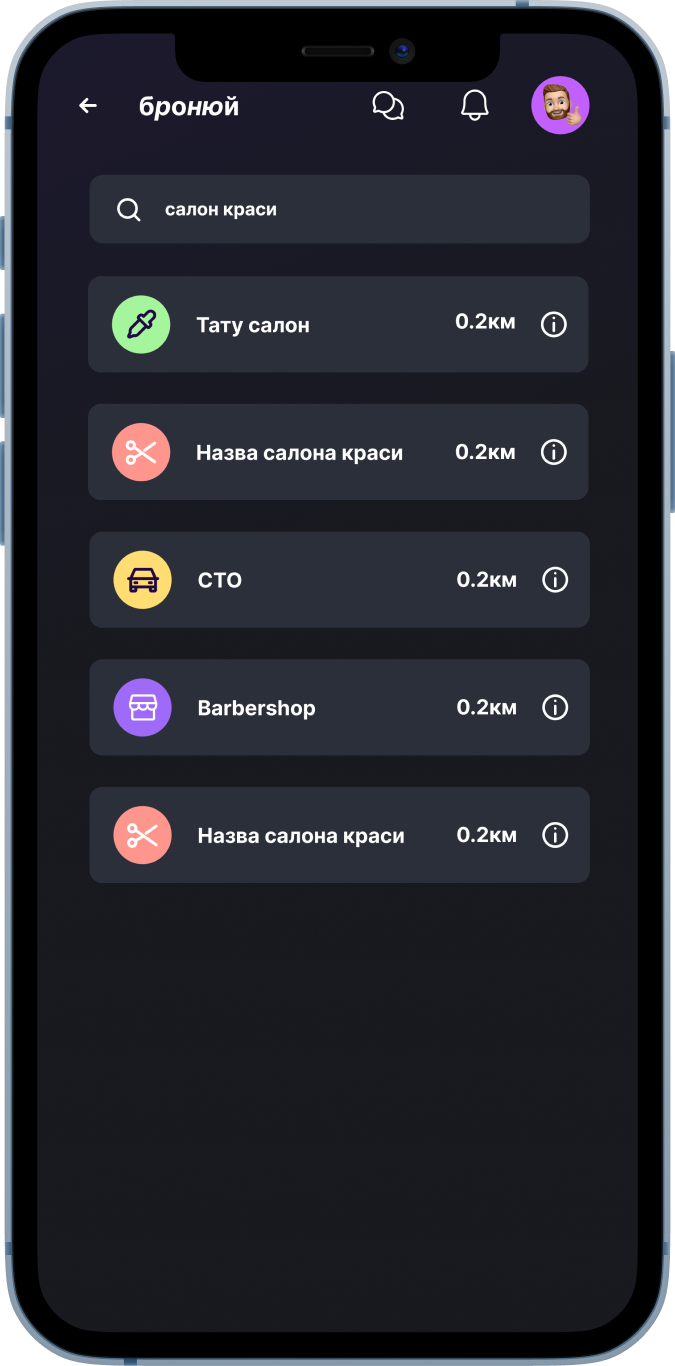 бронюй
салон краси
Тату салон 0.2км
Назва салона краси 0.2км
СТО 0.2км
Barbershop 0.2км
Назва салона краси 0.2км